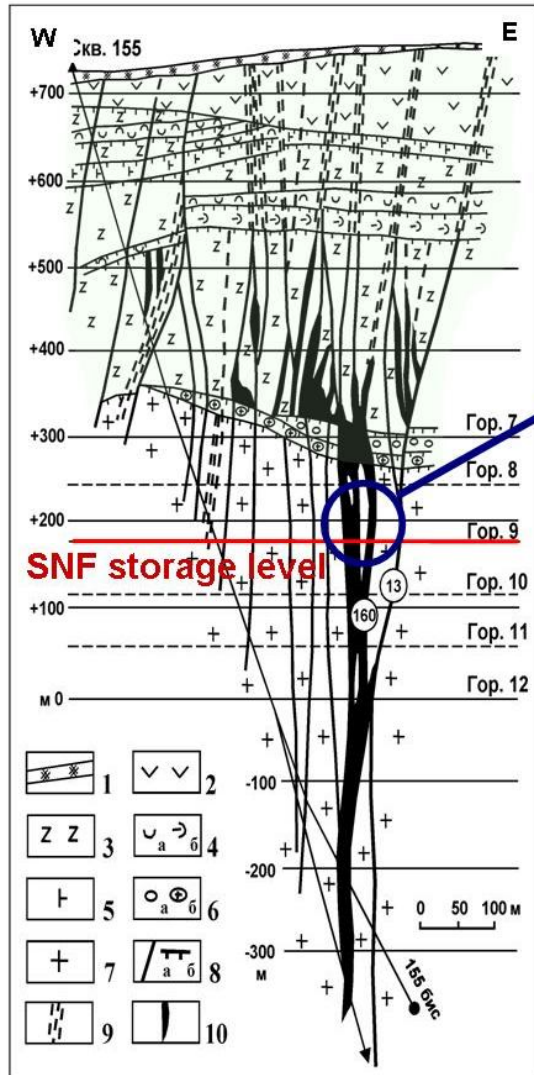 W
E
Скв. 155
+700
+600
+500
+400
+300
+200
+100
м 0
-100
-200
-300
м
Гор. 7
Гор. 8
Гор. 9
SNF storage level
Гор. 10
Гор. 11
Гор. 12
13
160
155 бис
0 50 100 м
1
2
3
а б 4
5
а б 6
7
а б 8
9
10